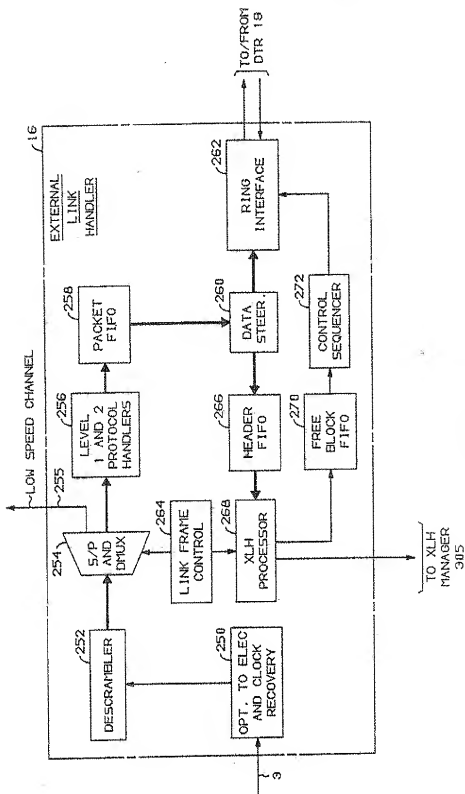 16
EXTERNAL
LINK
HANDLER
LOW SPEED CHANNEL
255
254
S/P
AND
DMUX
256
LEVEL
1 AND 2
PROTOCOL
HANDLERS
258
PACKET
FIFO
252
DESCRAMBLER
264
LINK FRAME
CONTROL
260
DATA
STEER.
262
RING
INTERFACE
TO/FROM
DTR 18
250
OPT. TO ELEC
AND CLOCK
RECOVERY
3
268
XLH
PROCESSOR
266
HEADER
FIFO
270
FREE
BLOCK
FIFO
272
CONTROL
SEQUENCER
TO XLH
MANAGER
305